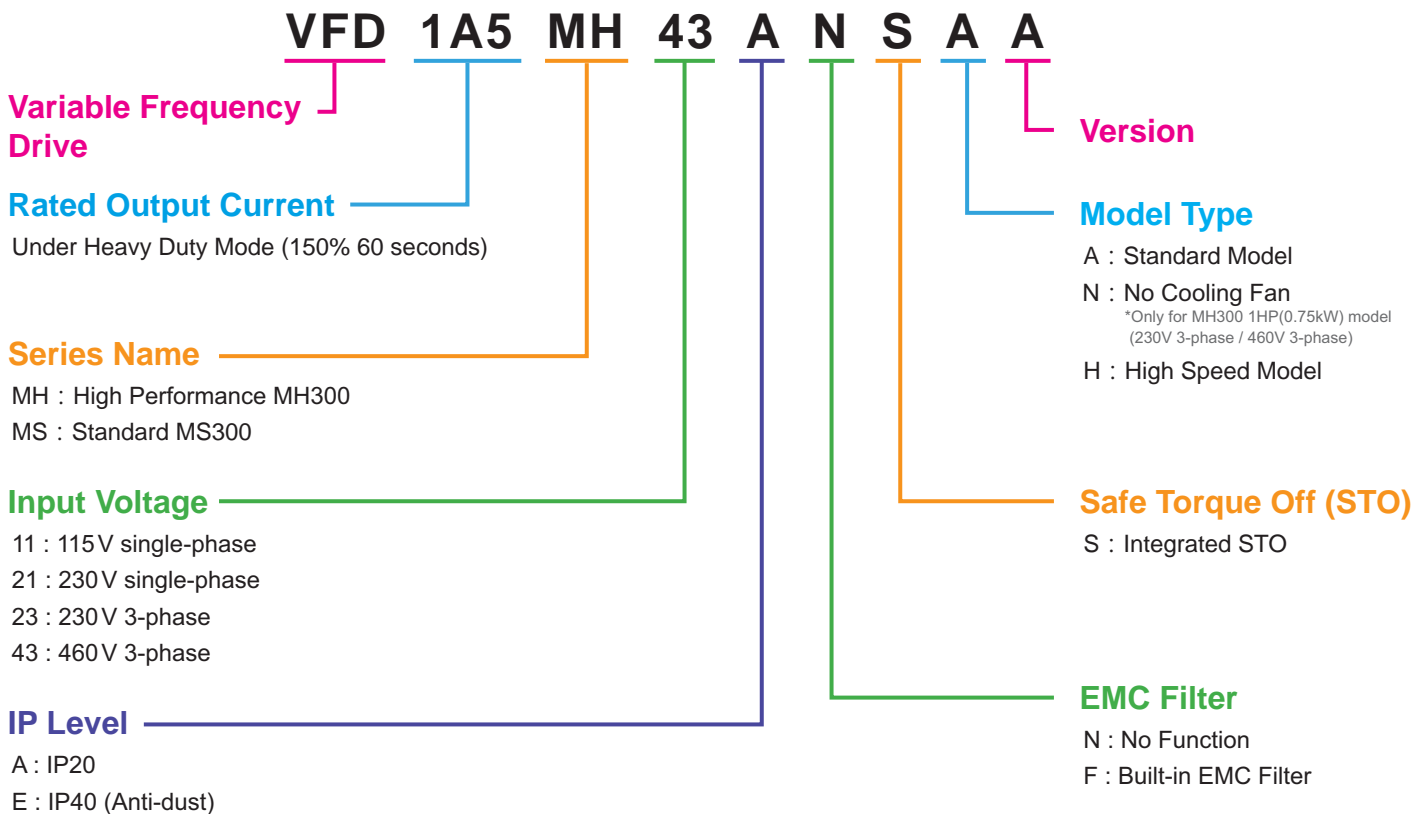 VFD 1A5 MH 43 A N S A A
Variable Frequency
Drive
Rated Output Current
Under Heavy Duty Mode (150% 60 seconds)
Series Name
MH : High Performance MH300
MS : Standard MS300
Input Voltage
11 : 115V single-phase
21 : 230V single-phase
23 : 230V 3-phase
43 : 460V 3-phase
IP Level
A : IP20
E : IP40 (Anti-dust)
Version
Model Type
A : Standard Model
N : No Cooling Fan
*Only for MH300 1HP(0.75kW) model
(230V 3-phase / 460V 3-phase)
H : High Speed Model
Safe Torque Off (STO)
S : Integrated STO
EMC Filter
N : No Function
F : Built-in EMC Filter